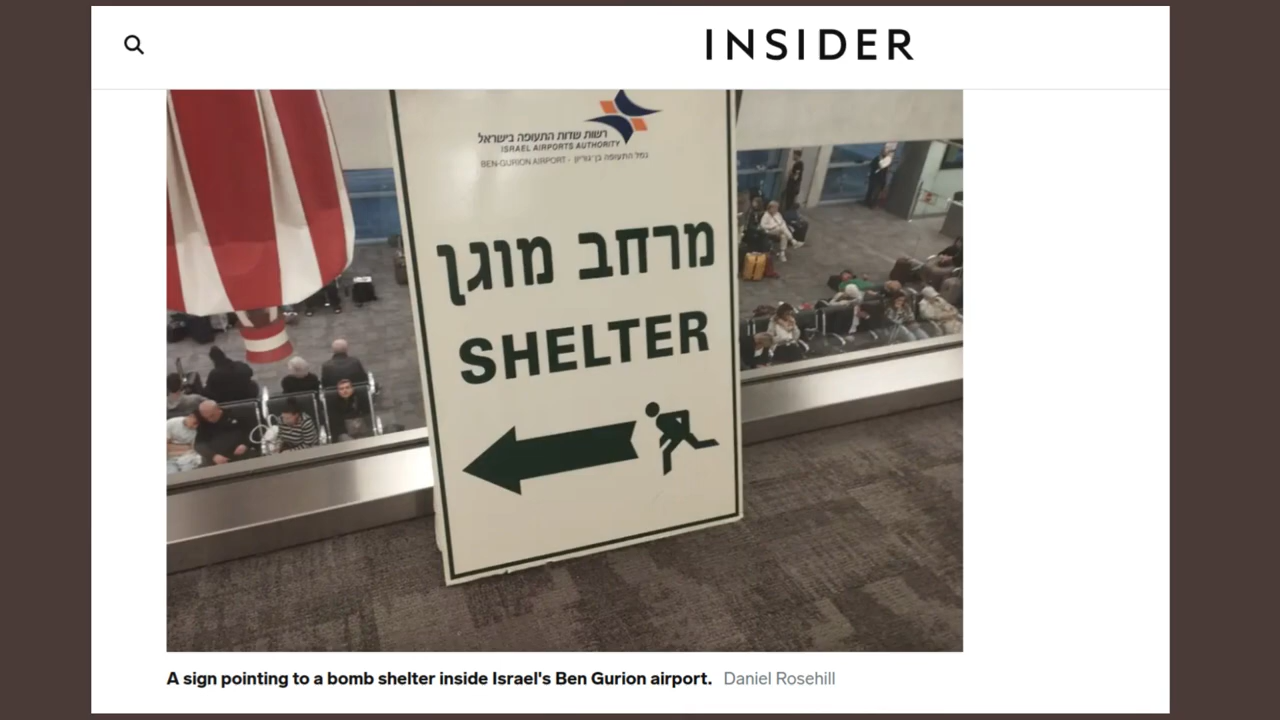 INSIDER
רשות שדות התעופה בישראל
ISRAEL AIRPORTS AUTHORITY
BEN-GURION AIRPORT - נמל התעופה בן־גוריון
מרחב מוגן
SHELTER
A sign pointing to a bomb shelter inside Israel's Ben Gurion airport. Daniel Rosehill